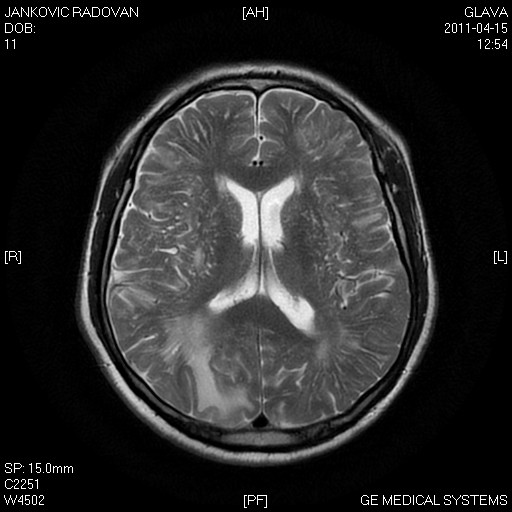 JANKOVIC RADOVAN
DOB:
11
[AH]
GLAVA
2011-04-15
12:54
[R]
[L]
SP: 15.0mm
C2251
W4502
[PF]
GE MEDICAL SYSTEMS